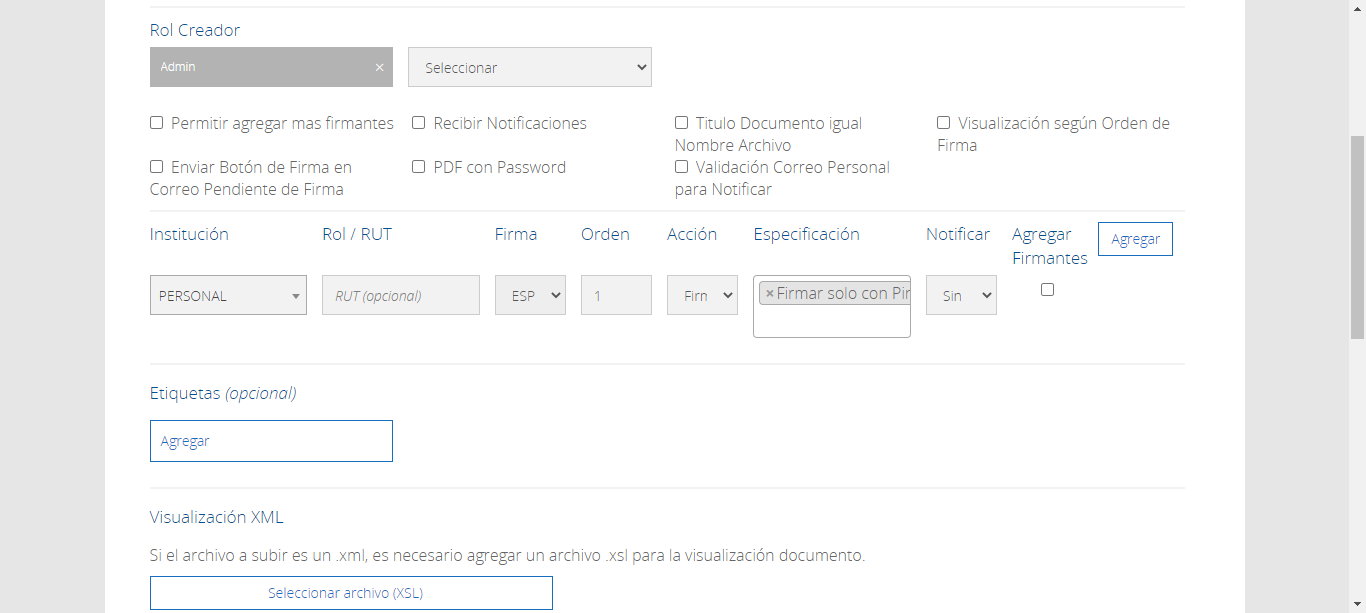 Rol Creador
Admin ×
Seleccionar
Permitir agregar mas firmantes
Recibir Notificaciones
Titulo Documento igual
Nombre Archivo
Visualización según Orden de
Firma
Enviar Botón de Firma en
Correo Pendiente de Firma
PDF con Password
Validación Correo Personal
para Notificar
Institución
Rol / RUT
Firma
Orden
Acción
Especificación
Notificar
Agregar
Firmantes
Agregar
PERSONAL
RUT (opcional)
ESP
1
Firn
×Firmar solo con Pin
Sin
Etiquetas (opcional)
Agregar
Visualización XML
Si el archivo a subir es un .xml, es necesario agregar un archivo .xsl para la visualización documento.
Seleccionar archivo (XSL)